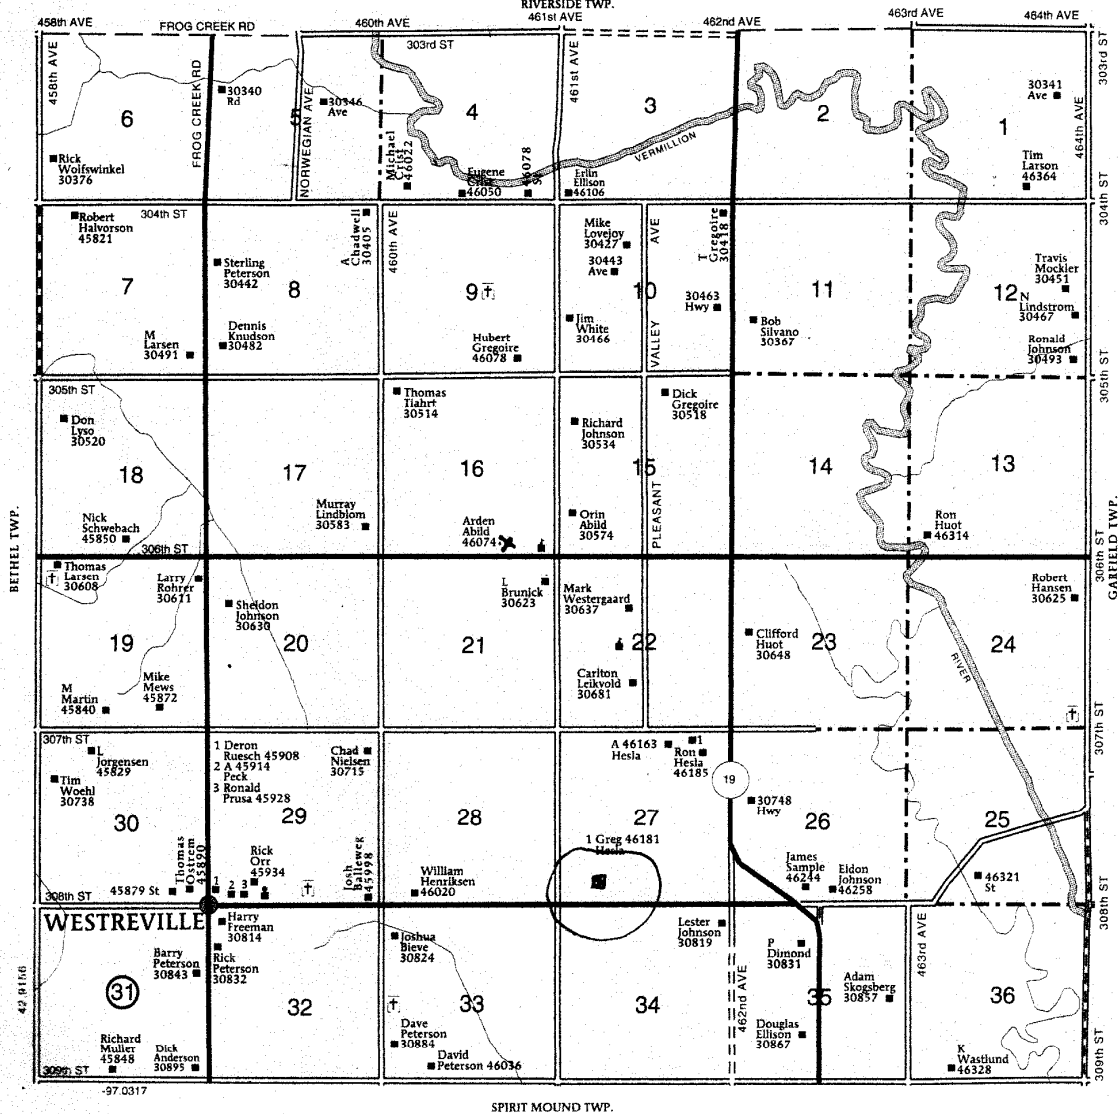 RIVERSIDE TWP.
458th AVE
FROG CREEK RD
460th AVE
461st AVE
462nd AVE
463rd AVE
464th AVE
458th AVE
FROG CREEK RD
303rd ST
461st AVE
303rd ST
464th AVE
6
30340
Rd
5
NORWEGIAN AVE
30346
Ave
4
3
2
30341
Ave
1
VERMILLION
Rick
Wolfswinkel
30376
Michael
Crist
46022
Eugene
Crist
46050
46078
St
Erlin
Ellison
46106
Tim
Larson
46364
304th ST
304th ST
Robert
Halvorson
45821
A
Chadwell
30405
460th AVE
Mike
Lovejoy
30427
30443
Ave
AVE
T
Gregoire
30418
Sterling
Peterson
30442
7
8
9
10
11
12
30463
Hwy
Travis
Mockler
30451
N
Lindstrom
30467
M
Larsen
30491
Dennis
Knudson
30482
Hubert
Gregoire
46078
Jim
White
30466
VALLEY
Bob
Silvano
30367
Ronald
Johnson
30493
305th ST
305th ST
Don
Lyso
30520
Thomas
Tiahrt
30514
Richard
Johnson
30534
Dick
Gregoire
30518
18
17
16
15
14
13
PLEASANT
Nick
Schwebach
45850
Murray
Lindblom
30583
Arden
Abild
46074
Orin
Abild
30574
Ron
Huot
46314
306th ST
306th ST
BETHEL TWP.
GARFIELD TWP.
Thomas
Larsen
30608
Larry
Rohrer
30611
Sheldon
Johnson
30630
L
Brunick
30623
Mark
Westergaard
30637
Clifford
Huot
30648
Robert
Hansen
30625
19
20
21
22
23
24
RIVER
M
Martin
45840
Mike
Mews
45872
Carlton
Leikvold
30681
307th ST
307th ST
L
Jorgensen
45829
Tim
Woehl
30738
1 Deron
Ruesch 45908
2 A 45914
Peck
3 Ronald
Prusa 45928
Chad
Nielsen
30715
A 46163
Hesla
1
Ron
Hesla
46185
19
30748
Hwy
30
29
28
27
26
25
1 Greg 46181
Hesla
Thomas
Ostrem
45890
45879 St
1
2
3
Rick
Orr
45934
Josh
Balleweg
45998
William
Henriksen
46020
James
Sample
46244
Eldon
Johnson
46258
46321
St
308th ST
308th ST
WESTREVILLE
Harry
Freeman
30814
Rick
Peterson
30832
Barry
Peterson
30843
Joshua
Bieve
30824
Lester
Johnson
30819
P
Dimond
30831
463rd AVE
462nd AVE
Adam
Skogsberg
30857
31
32
33
34
35
36
42.9156
Richard
Muller
45848
Dick
Anderson
30895
Dave
Peterson
30884
David
Peterson 46036
Douglas
Ellison
30867
K
Wastlund
46328
309th ST
309th ST
-97.0317
SPIRIT MOUND TWP.